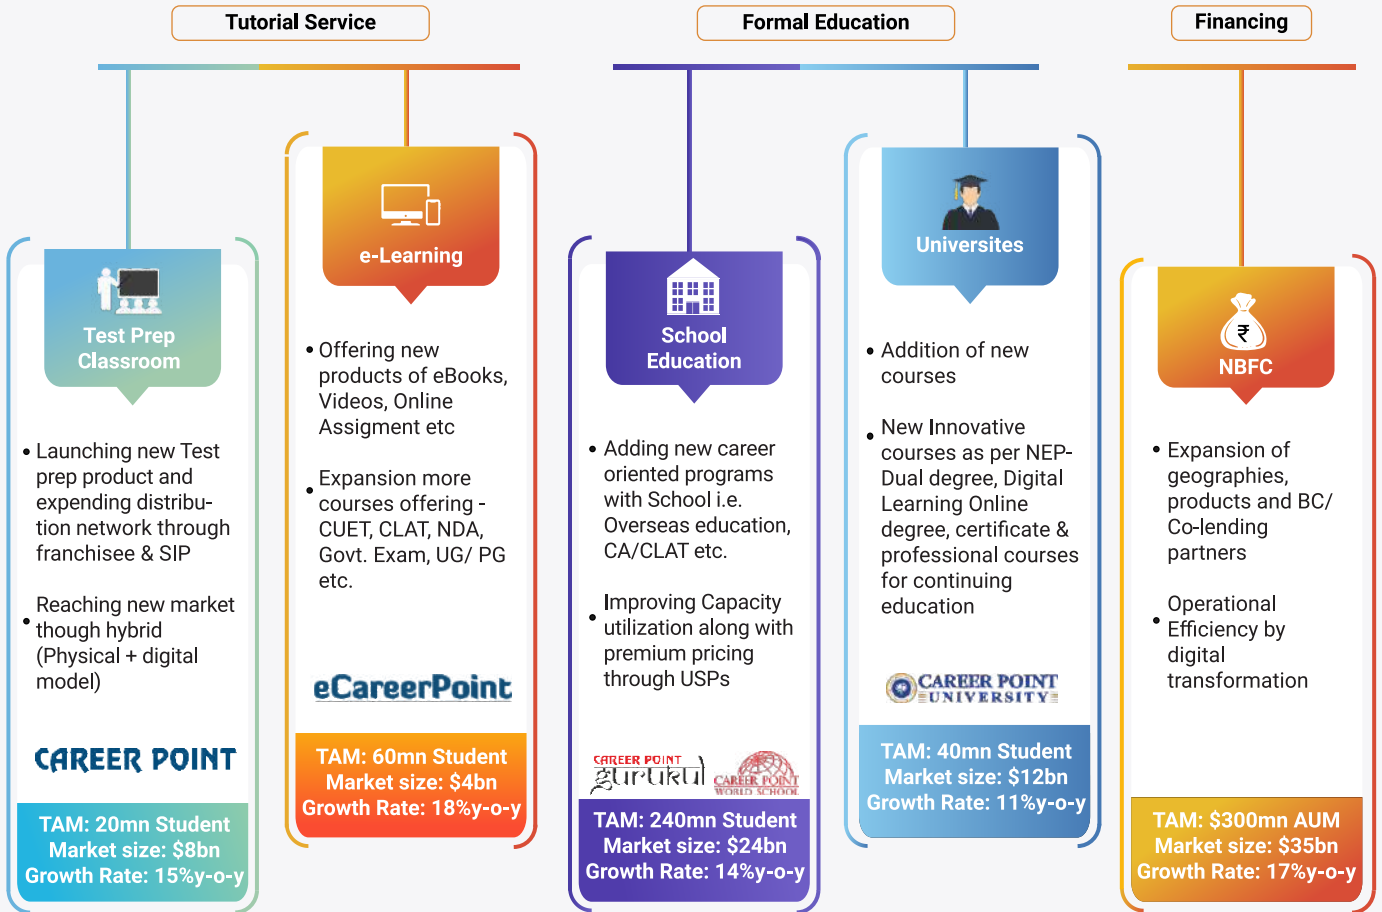 Tutorial Service
Formal Education
Financing
Test Prep
Classroom
• Launching new Test
prep product and
expending distribu-
tion network through
franchisee & SIP
• Reaching new market
though hybrid
(Physical + digital
model)
CAREER POINT
TAM: 20mn Student
Market size: $8bn
Growth Rate: 15%y-o-y
e-Learning
• Offering new
products of eBooks,
Videos, Online
Assigment etc
• Expansion more
courses offering -
CUET, CLAT, NDA,
Govt. Exam, UG/ PG
etc.
eCareerPoint
TAM: 60mn Student
Market size: $4bn
Growth Rate: 18%y-o-y
School
Education
• Adding new career
oriented programs
with School i.e.
Overseas education,
CA/CLAT etc.
• Improving Capacity
utilization along with
premium pricing
through USPs
CAREER POINT
gurukul
CAREER POINT
WORLD SCHOOL
TAM: 240mn Student
Market size: $24bn
Growth Rate: 14%y-o-y
Universites
• Addition of new
courses
• New Innovative
courses as per NEP-
Dual degree, Digital
Learning Online
degree, certificate &
professional courses
for continuing
education
CAREER POINT
UNIVERSITY
TAM: 40mn Student
Market size: $12bn
Growth Rate: 11%y-o-y
₹
NBFC
• Expansion of
geographies,
products and BC/
Co-lending
partners
• Operational
Efficiency by
digital
transformation
TAM: $300mn AUM
Market size: $35bn
Growth Rate: 17%y-o-y